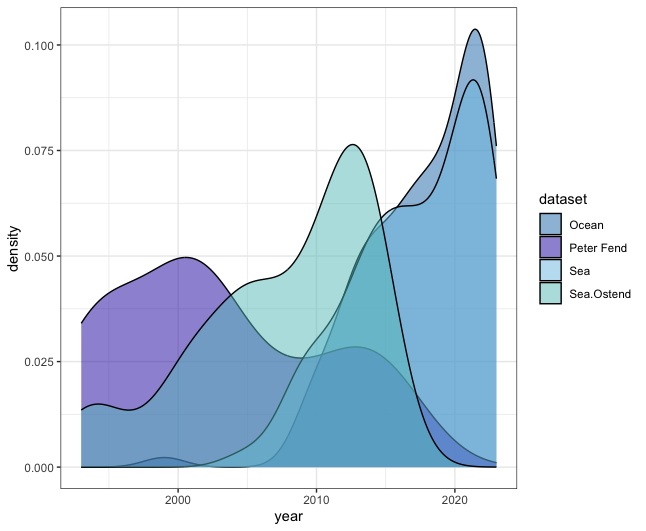 0.100
0.075
0.050
0.025
0.000
density
2000
2010
2020
year
dataset
Ocean
Peter Fend
Sea
Sea.Ostend